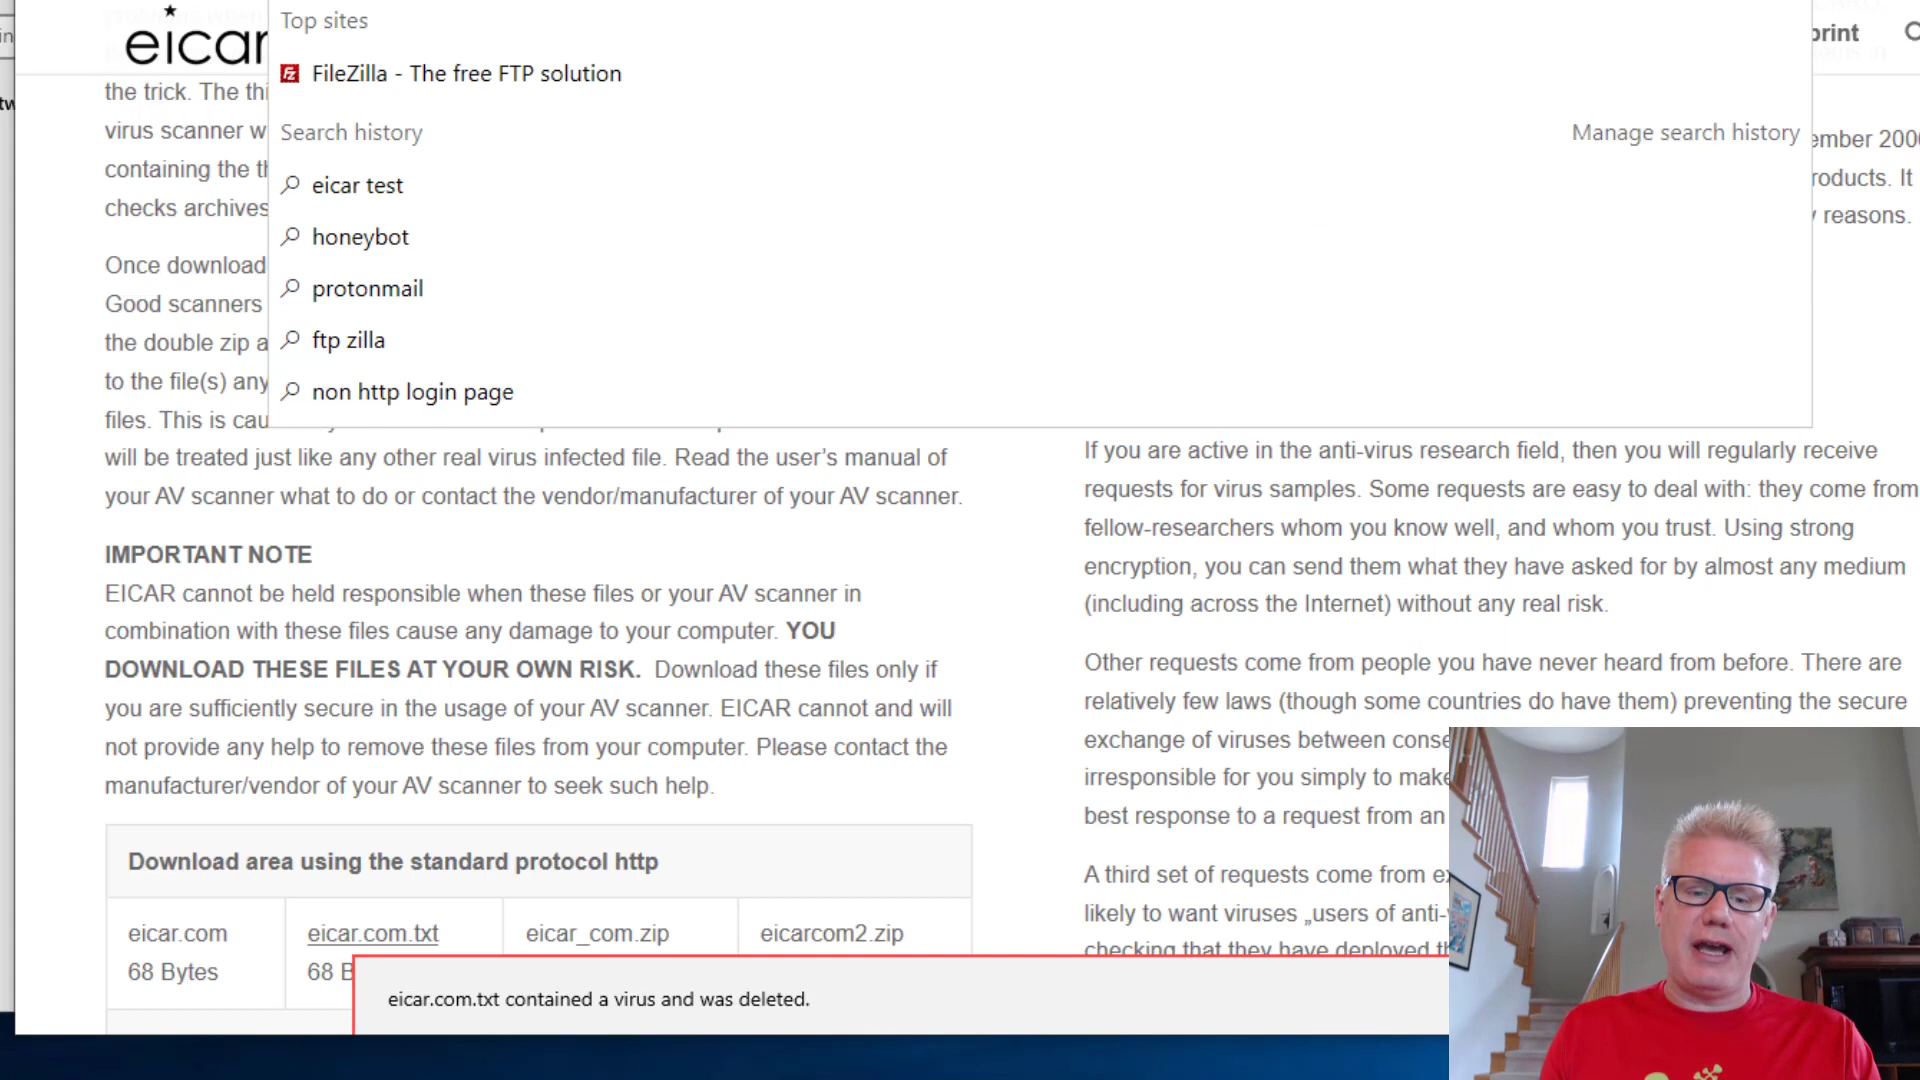 eicar
print
Top sites
FileZilla - The free FTP solution
Search history
Manage search history
eicar test
honeybot
protonmail
ftp zilla
non http login page
the trick. The thi
virus scanner w
containing the th
checks archives
Once download
Good scanners
the double zip a
to the file(s) any
files. This is cau
will be treated just like any other real virus infected file. Read the user's manual of
your AV scanner what to do or contact the vendor/manufacturer of your AV scanner.
IMPORTANT NOTE
EICAR cannot be held responsible when these files or your AV scanner in
combination with these files cause any damage to your computer. YOU
DOWNLOAD THESE FILES AT YOUR OWN RISK. Download these files only if
you are sufficiently secure in the usage of your AV scanner. EICAR cannot and will
not provide any help to remove these files from your computer. Please contact the
manufacturer/vendor of your AV scanner to seek such help.
Download area using the standard protocol http
eicar.com
68 Bytes
eicar.com.txt
68 B
eicar_com.zip
eicarcom2.zip
eicar.com.txt contained a virus and was deleted.
ember 200
roducts. It
reasons.
If you are active in the anti-virus research field, then you will regularly receive
requests for virus samples. Some requests are easy to deal with: they come from
fellow-researchers whom you know well, and whom you trust. Using strong
encryption, you can send them what they have asked for by almost any medium
(including across the Internet) without any real risk.
Other requests come from people you have never heard from before. There are
relatively few laws (though some countries do have them) preventing the secure
exchange of viruses between conse
irresponsible for you simply to make
best response to a request from an
A third set of requests come from ex
likely to want viruses „users of anti-
checking that they have deployed th